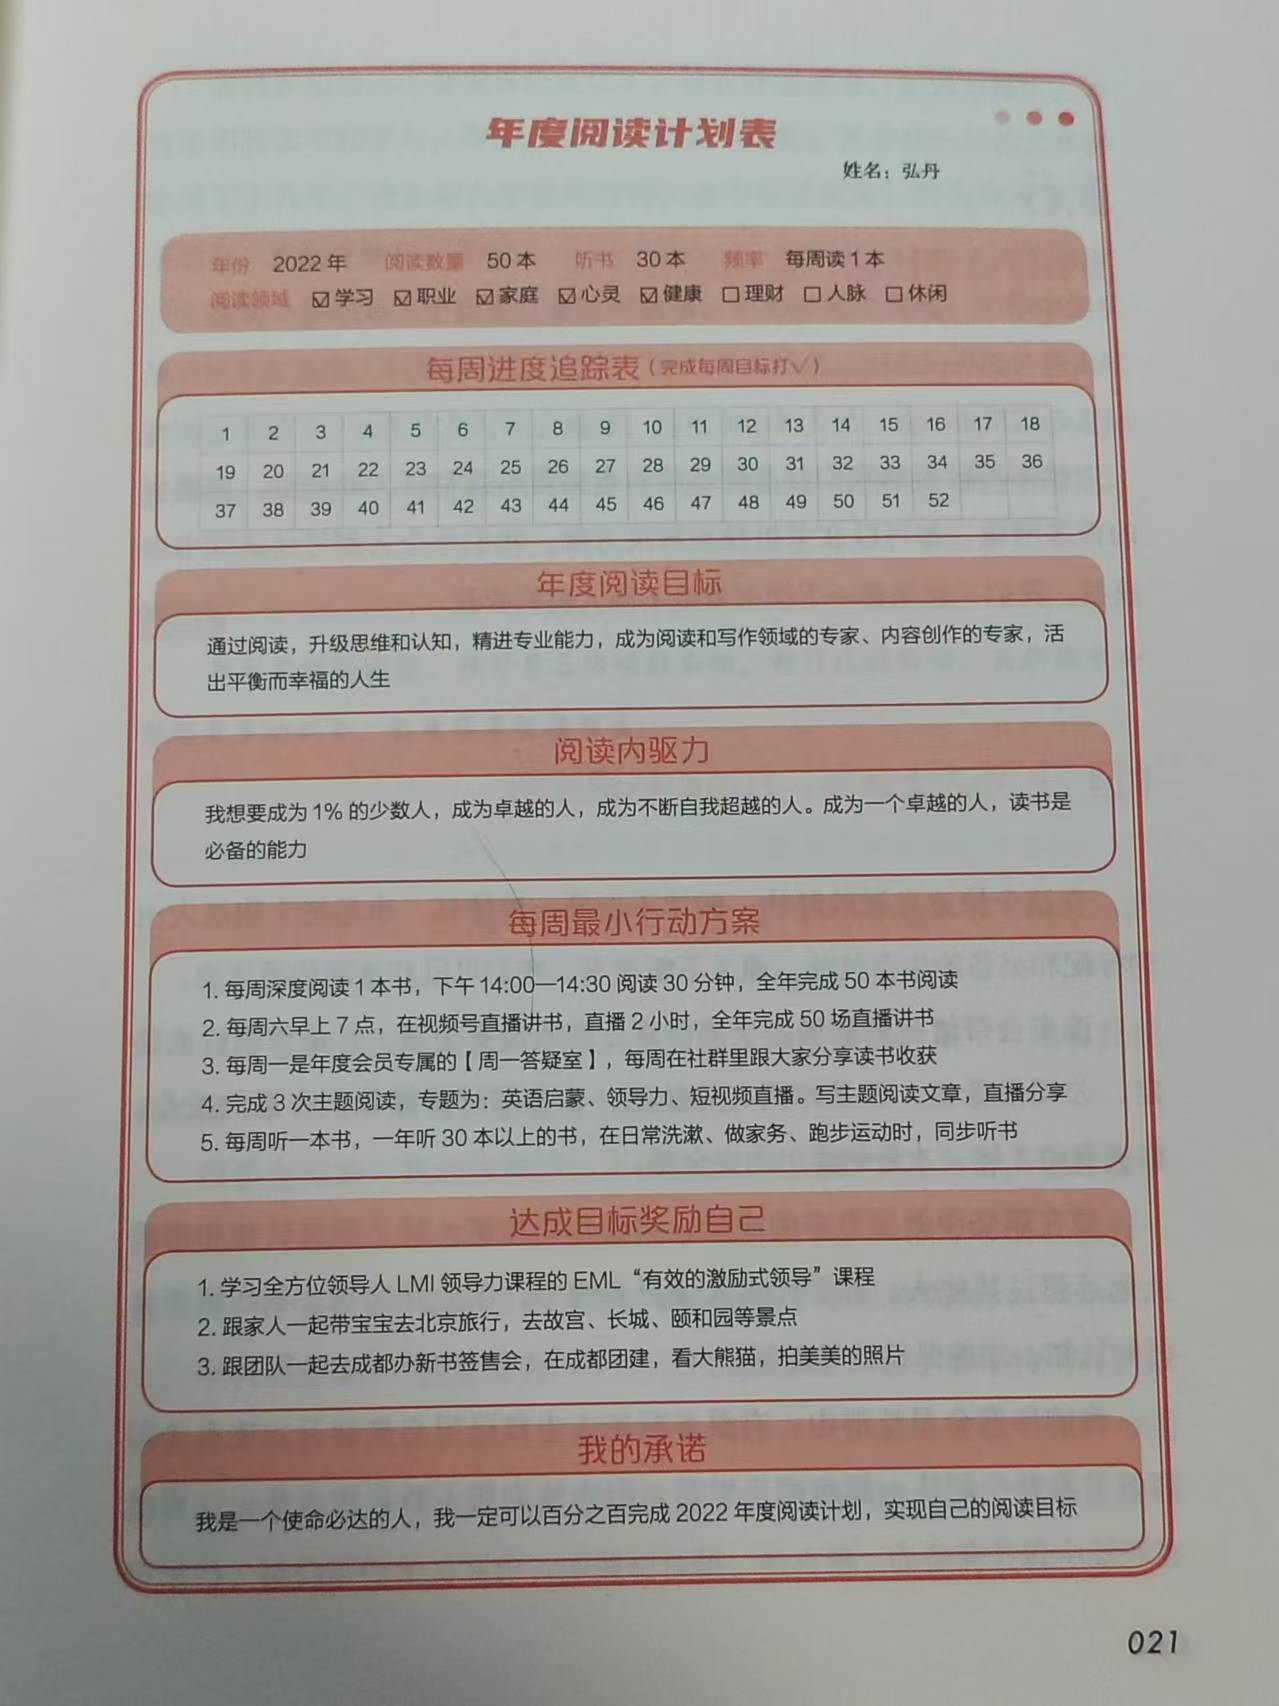 年度阅读计划表
姓名：弘丹
年份 2022 年 阅读数量 50 本 听书 30 本 频率 每周读 1 本
阅读领域 ☑学习 ☑职业 ☑家庭 ☑心灵 ☑健康 □理财 □人脉 □休闲
每周进度追踪表（完成每周目标打√）
1 2 3 4 5 6 7 8 9 10 11 12 13 14 15 16 17 18
19 20 21 22 23 24 25 26 27 28 29 30 31 32 33 34 35 36
37 38 39 40 41 42 43 44 45 46 47 48 49 50 51 52
年度阅读目标
通过阅读，升级思维和认知，精进专业能力，成为阅读和写作领域的专家、内容创作的专家，活
出平衡而幸福的人生
阅读内驱力
我想要成为 1% 的少数人，成为卓越的人，成为不断自我超越的人。成为一个卓越的人，读书是
必备的能力
每周最小行动方案
1. 每周深度阅读 1 本书，下午 14:00—14:30 阅读 30 分钟，全年完成 50 本书阅读
2. 每周六早上 7 点，在视频号直播讲书，直播 2 小时，全年完成 50 场直播讲书
3. 每周一是年度会员专属的【周一答疑室】，每周在社群里跟大家分享读书收获
4. 完成 3 次主题阅读，专题为：英语启蒙、领导力、短视频直播。写主题阅读文章，直播分享
5. 每周听一本书，一年听 30 本以上的书，在日常洗漱、做家务、跑步运动时，同步听书
达成目标奖励自己
1. 学习全方位领导人 LMI 领导力课程的 EML“有效的激励式领导”课程
2. 跟家人一起带宝宝去北京旅行，去故宫、长城、颐和园等景点
3. 跟团队一起去成都办新书签售会，在成都团建，看大熊猫，拍美美的照片
我的承诺
我是一个使命必达的人，我一定可以百分之百完成 2022 年度阅读计划，实现自己的阅读目标
021